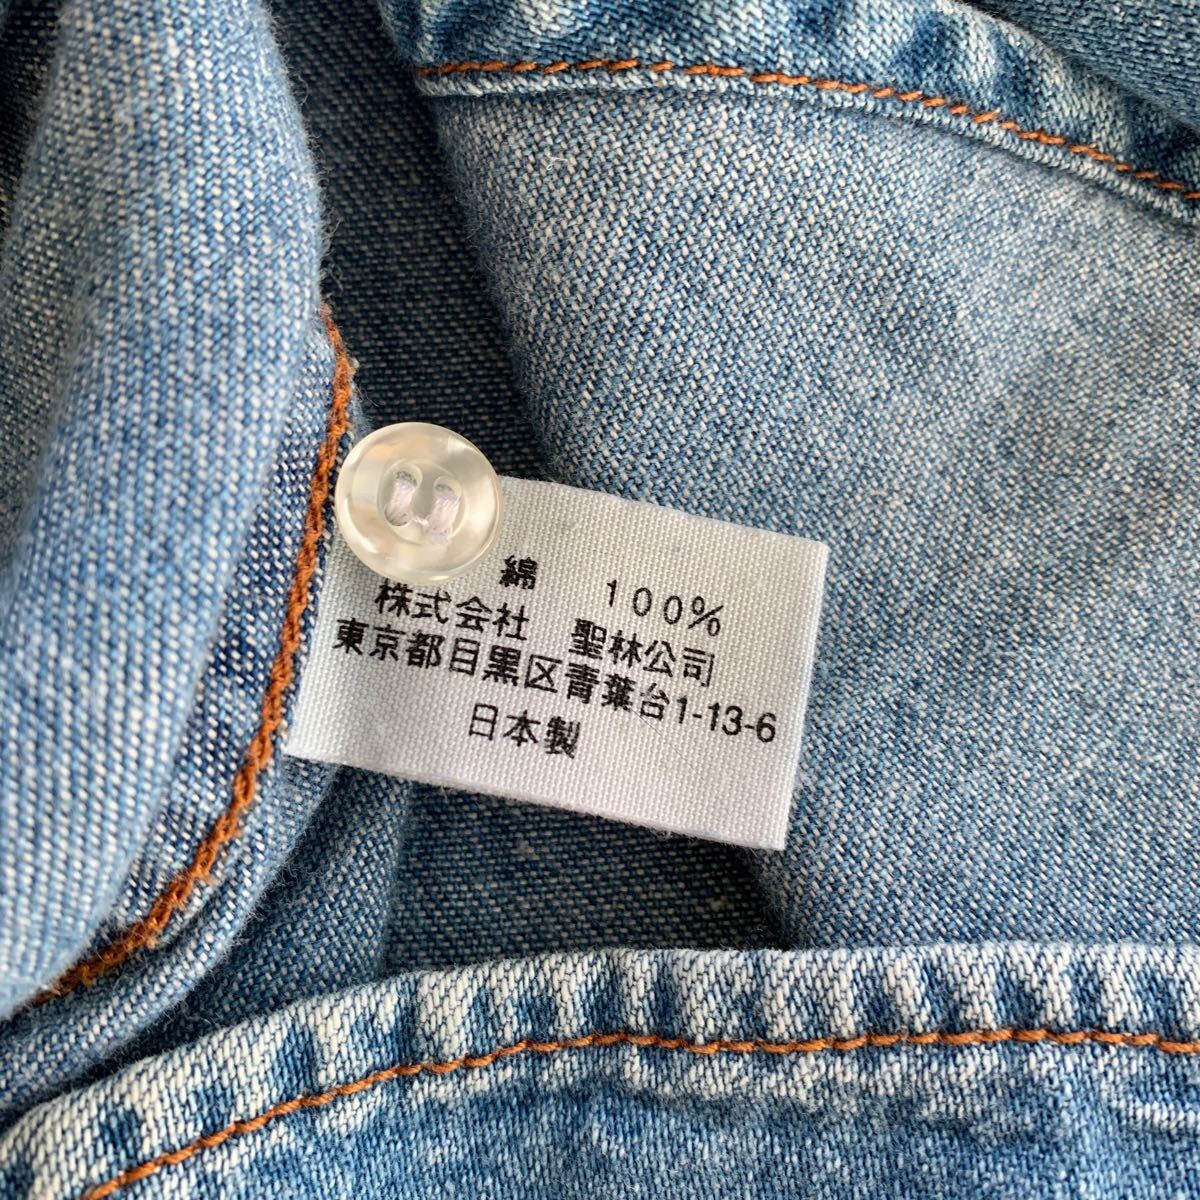 綿　100%
株式会社　聖林公司
東京都目黒区青葉台1-13-6
日本製